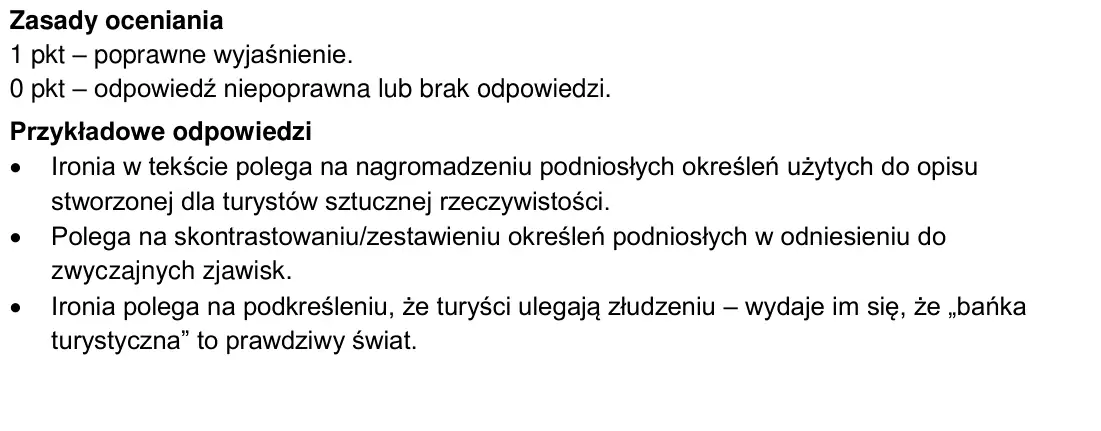 Zasady oceniania
1 pkt – poprawne wyjaśnienie.
0 pkt – odpowiedź niepoprawna lub brak odpowiedzi.
Przykładowe odpowiedzi
• Ironia w tekście polega na nagromadzeniu podniosłych określeń użytych do opisu
stworzonej dla turystów sztucznej rzeczywistości.
• Polega na skontrastowaniu/zestawieniu określeń podniosłych w odniesieniu do
zwyczajnych zjawisk.
• Ironia polega na podkreśleniu, że turyści ulegają złudzeniu – wydaje im się, że „bańka
turystyczna” to prawdziwy świat.